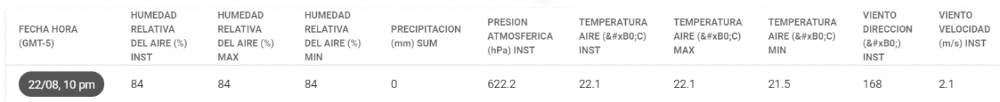 FECHA HORA
(GMT-5)
HUMEDAD
RELATIVA
DEL AIRE (%)
INST
HUMEDAD
RELATIVA
DEL AIRE (%)
MAX
HUMEDAD
RELATIVA
DEL AIRE (%)
MIN
PRECIPITACION
(mm) SUM
PRESION
ATMOSFERICA
(hPa) INST
TEMPERATURA
AIRE (&#xB0;C)
INST
TEMPERATURA
AIRE (&#xB0;C)
MAX
TEMPERATURA
AIRE (&#xB0;C)
MIN
VIENTO
DIRECCION
(&#xB0;)
INST
VIENTO
VELOCIDAD
(m/s) INST
22/08, 10 pm 84 84 84 0 622.2 22.1 22.1 21.5 168 2.1